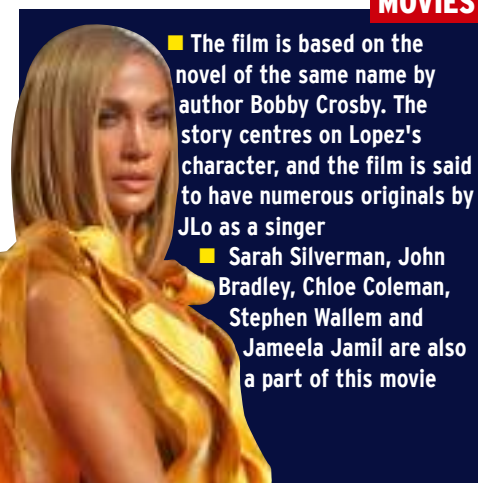 MOVIES
■ The film is based on the
novel of the same name by
author Bobby Crosby. The
story centres on Lopez's
character, and the film is said
to have numerous originals by
JLo as a singer
■ Sarah Silverman, John
Bradley, Chloe Coleman,
Stephen Wallem and
Jameela Jamil are also
a part of this movie